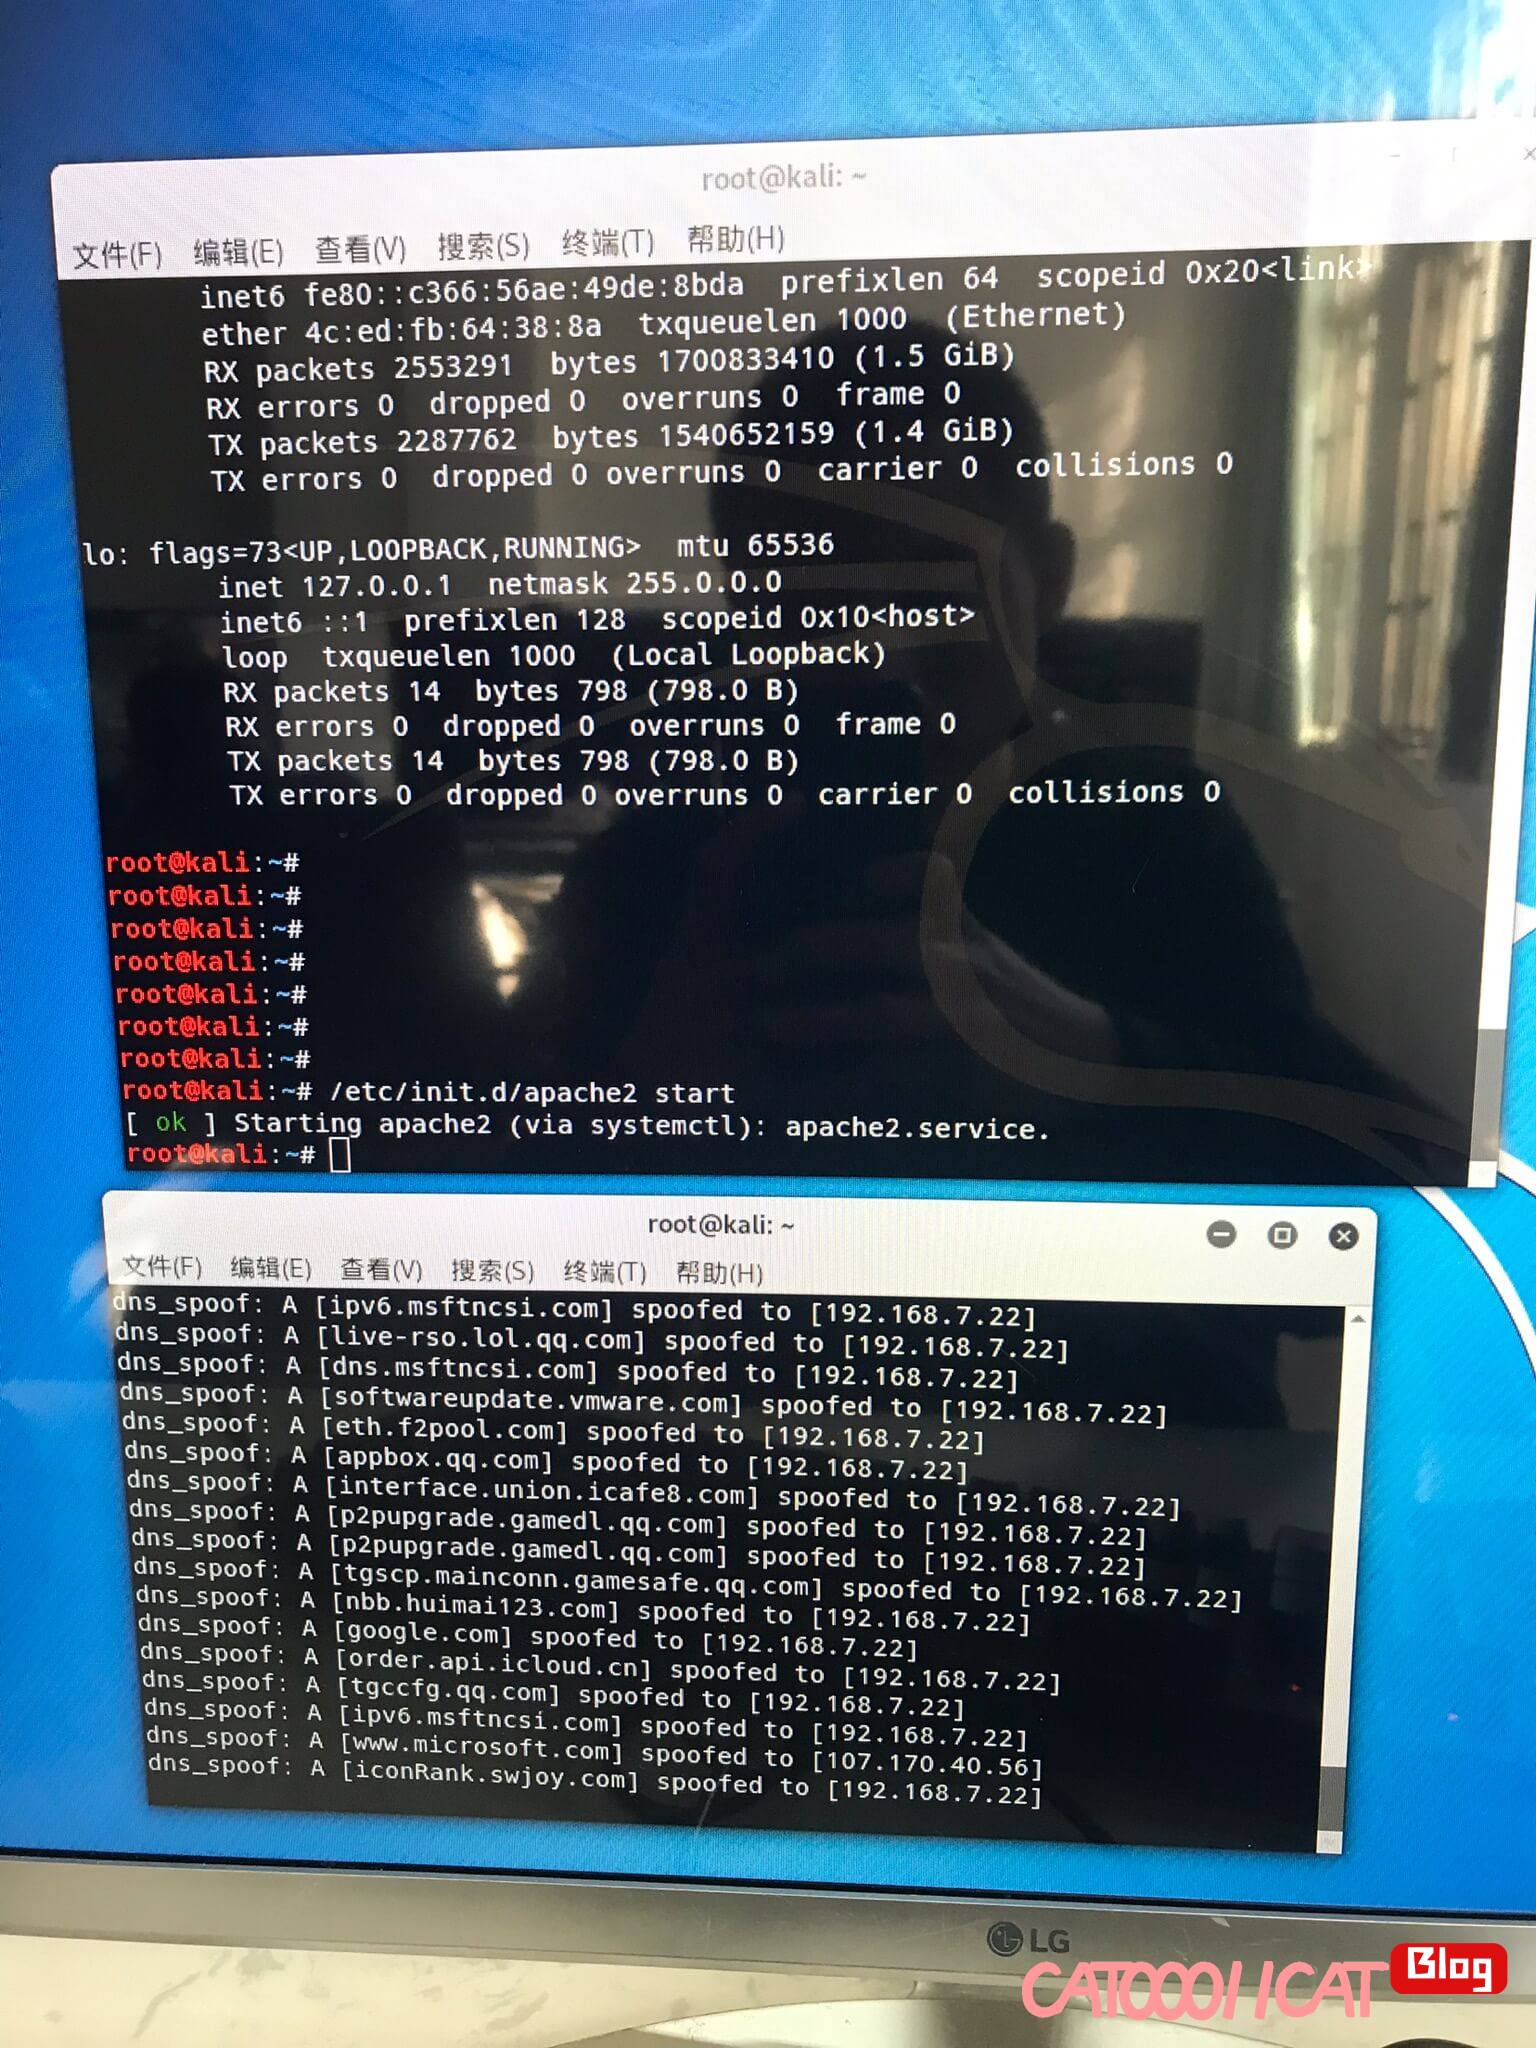 root@kali: ~
文件(F) 编辑(E) 查看(V) 搜索(S) 终端(T) 帮助(H)
inet6 fe80::c366:56ae:49de:8bda prefixlen 64 scopeid 0x20<link>
ether 4c:ed:fb:64:38:8a txqueuelen 1000 (Ethernet)
RX packets 2553291 bytes 1700833410 (1.5 GiB)
RX errors 0 dropped 0 overruns 0 frame 0
TX packets 2287762 bytes 1540652159 (1.4 GiB)
TX errors 0 dropped 0 overruns 0 carrier 0 collisions 0
lo: flags=73<UP,LOOPBACK,RUNNING> mtu 65536
inet 127.0.0.1 netmask 255.0.0.0
inet6 ::1 prefixlen 128 scopeid 0x10<host>
loop txqueuelen 1000 (Local Loopback)
RX packets 14 bytes 798 (798.0 B)
RX errors 0 dropped 0 overruns 0 frame 0
TX packets 14 bytes 798 (798.0 B)
TX errors 0 dropped 0 overruns 0 carrier 0 collisions 0
root@kali:~#
root@kali:~#
root@kali:~#
root@kali:~#
root@kali:~#
root@kali:~#
root@kali:~#
root@kali:~# /etc/init.d/apache2 start
[ ok ] Starting apache2 (via systemctl): apache2.service.
root@kali:~#
root@kali: ~
文件(F) 编辑(E) 查看(V) 搜索(S) 终端(T) 帮助(H)
dns_spoof: A [ipv6.msftncsi.com] spoofed to [192.168.7.22]
dns_spoof: A [live-rso.lol.qq.com] spoofed to [192.168.7.22]
dns_spoof: A [dns.msftncsi.com] spoofed to [192.168.7.22]
dns_spoof: A [softwareupdate.vmware.com] spoofed to [192.168.7.22]
dns_spoof: A [eth.f2pool.com] spoofed to [192.168.7.22]
dns_spoof: A [appbox.qq.com] spoofed to [192.168.7.22]
dns_spoof: A [interface.union.icafe8.com] spoofed to [192.168.7.22]
dns_spoof: A [p2pupgrade.gamedl.qq.com] spoofed to [192.168.7.22]
dns_spoof: A [p2pupgrade.gamedl.qq.com] spoofed to [192.168.7.22]
dns_spoof: A [tgscp.mainconn.gamesafe.qq.com] spoofed to [192.168.7.22]
dns_spoof: A [nbb.huimai123.com] spoofed to [192.168.7.22]
dns_spoof: A [google.com] spoofed to [192.168.7.22]
dns_spoof: A [order.api.icloud.cn] spoofed to [192.168.7.22]
dns_spoof: A [tgccfg.qq.com] spoofed to [192.168.7.22]
dns_spoof: A [ipv6.msftncsi.com] spoofed to [192.168.7.22]
dns_spoof: A [www.microsoft.com] spoofed to [107.170.40.56]
dns_spoof: A [iconRank.swjoy.com] spoofed to [192.168.7.22]
LG
Blog